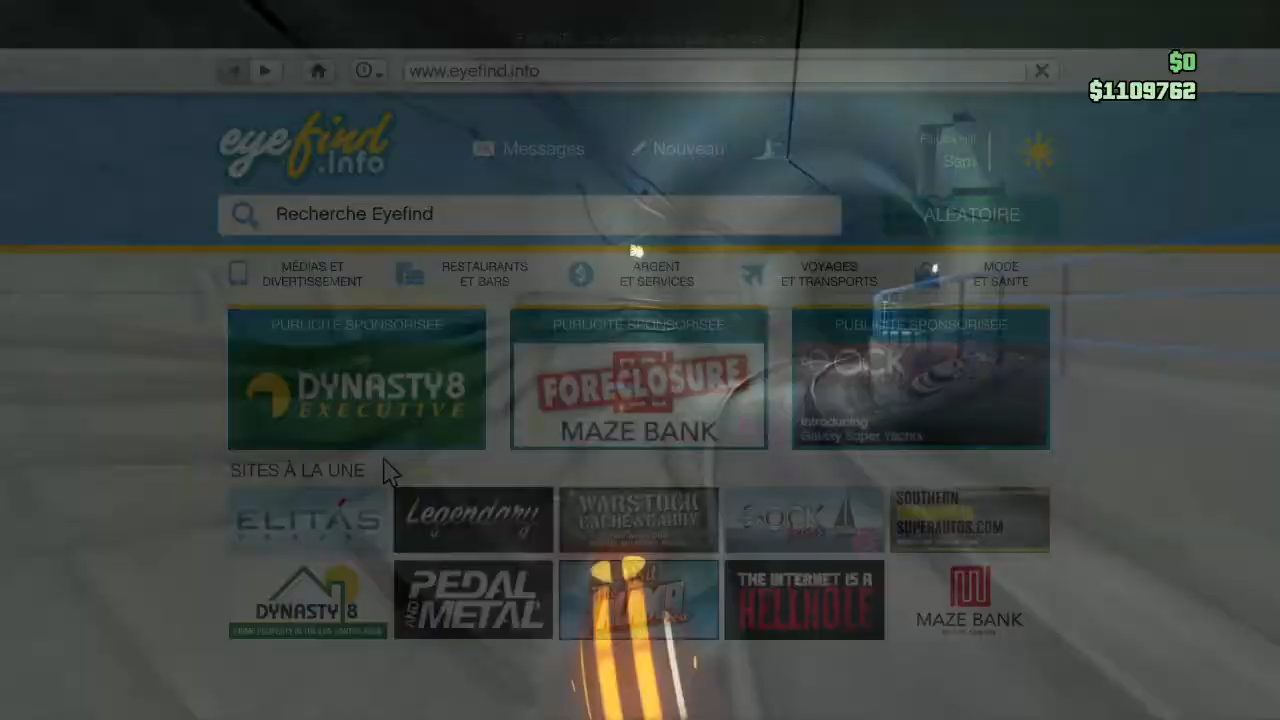 $0
www.eyefind.info
$1109762
eyefind
.info
Messages
Nouveau
Recherche Eyefind
ALÉATOIRE
MÉDIAS ET
DIVERTISSEMENT
RESTAURANTS
ET BARS
ARGENT
ET SERVICES
VOYAGES
ET TRANSPORTS
MODE
ET SANTÉ
PUBLICITÉ SPONSORISÉE
PUBLICITÉ SPONSORISÉE
PUBLICITÉ SPONSORISÉE
DYNASTY8
EXECUTIVE
FORECLOSURE
MAZE BANK
DOCK
Introducing
Galaxy Super Yachts
SITES À LA UNE
ELITÁS
Legendary
WARSTOCK
CACHE & CARRY
DOCK
SOUTHERN
SUPERAUTOS.COM
DYNASTY 8
PEDAL
AND
METAL
THE INTERNET IS A
HELLHOLE
MAZE BANK